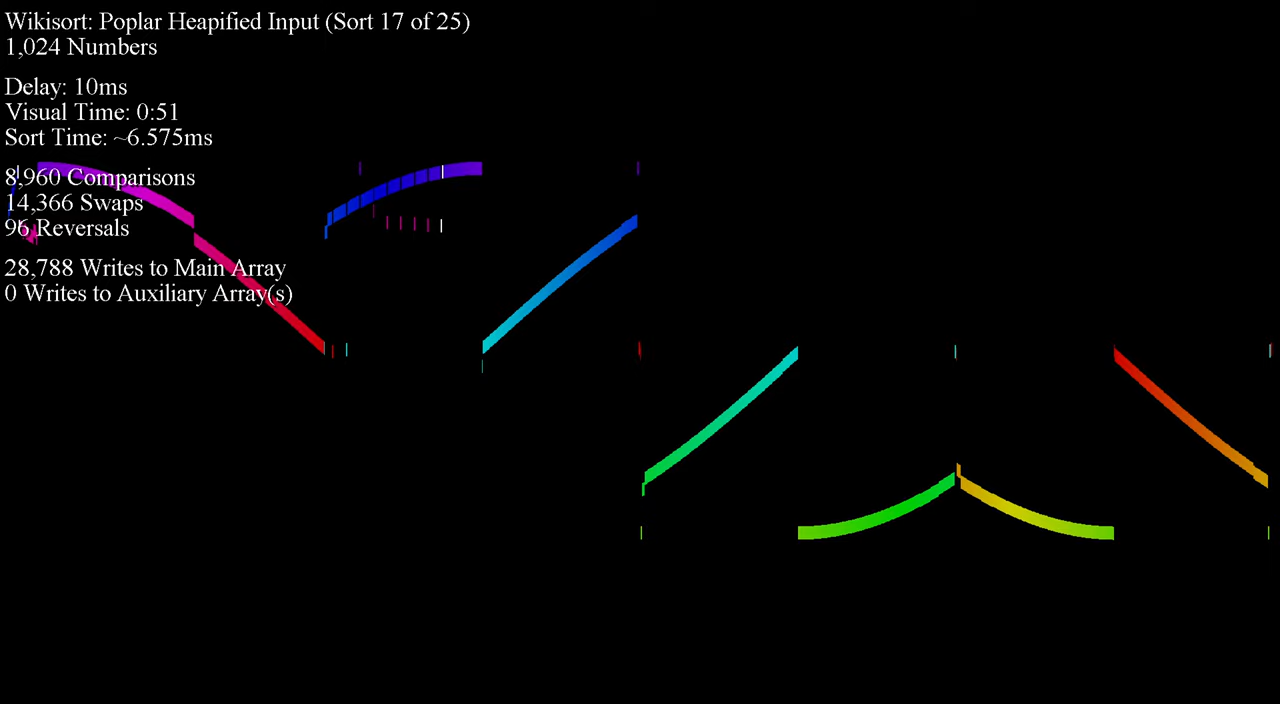 Wikisort: Poplar Heapified Input (Sort 17 of 25)
1,024 Numbers
Delay: 10ms
Visual Time: 0:51
Sort Time: ~6.575ms
8,960 Comparisons
14,366 Swaps
96 Reversals
28,788 Writes to Main Array
0 Writes to Auxiliary Array(s)